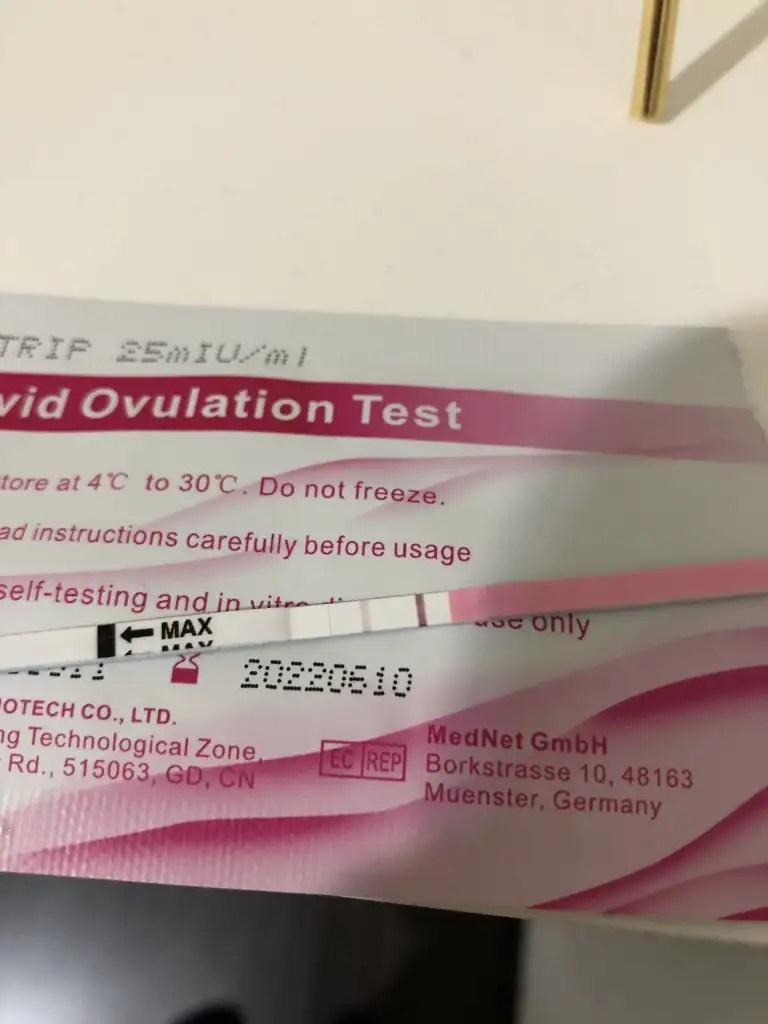 TRIP 25mIU/ml
vid Ovulation Test
tore at 4℃ to 30℃. Do not freeze.
ad instructions carefully before usage
self-testing and in vitro
use only
MAX
20220610
IOTECH CO., LTD.
ng Technological Zone,
Rd., 515063, GD, CN
EC REP
MedNet GmbH
Borkstrasse 10, 48163
Muenster, Germany